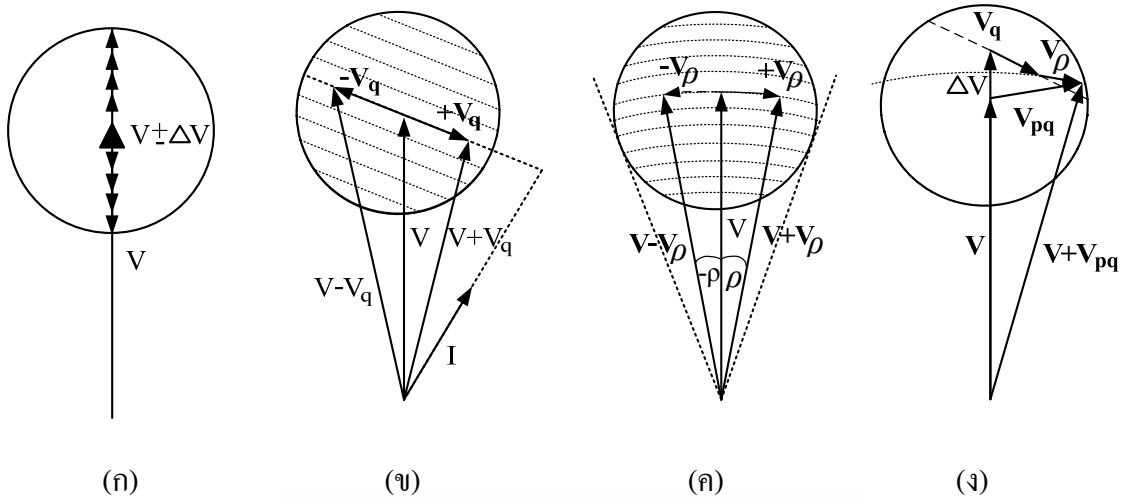 V±ΔV
V
(ก)
-Vq
+Vq
V
V+Vq
V-Vq
I
(ข)
-Vρ
+Vρ
V-Vρ
V
V+Vρ
-ρ
ρ
(ค)
Vq
Vρ
ΔV
Vpq
V
V+Vpq
(ง)